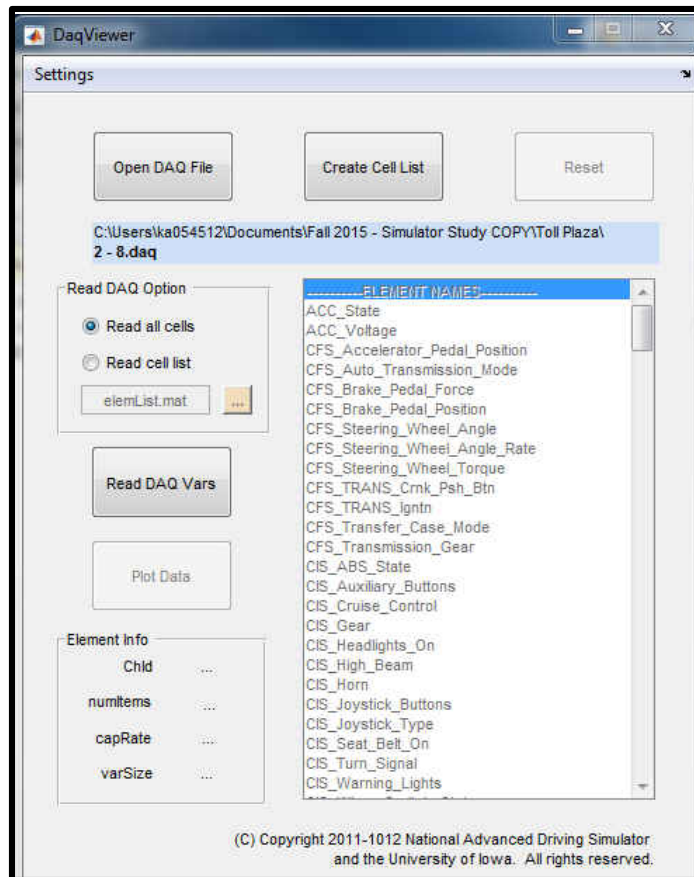 DaqViewer
Settings
Open DAQ File
Create Cell List
Reset
C:\Users\ka054512\Documents\Fall 2015 - Simulator Study COPY\Toll Plaza\
2 - 8.daq
Read DAQ Option
Read all cells
Read cell list
elemList.mat
...
Read DAQ Vars
Plot Data
Element Info
ChId ...
numItems ...
capRate ...
varSize ...
----------ELEMENT NAMES----------
ACC_State
ACC_Voltage
CFS_Accelerator_Pedal_Position
CFS_Auto_Transmission_Mode
CFS_Brake_Pedal_Force
CFS_Brake_Pedal_Position
CFS_Steering_Wheel_Angle
CFS_Steering_Wheel_Angle_Rate
CFS_Steering_Wheel_Torque
CFS_TRANS_Crnk_Psh_Btn
CFS_TRANS_Igntn
CFS_Transfer_Case_Mode
CFS_Transmission_Gear
CIS_ABS_State
CIS_Auxiliary_Buttons
CIS_Cruise_Control
CIS_Gear
CIS_Headlights_On
CIS_High_Beam
CIS_Horn
CIS_Joystick_Buttons
CIS_Joystick_Type
CIS_Seat_Belt_On
CIS_Turn_Signal
CIS_Warning_Lights
(C) Copyright 2011-1012 National Advanced Driving Simulator
and the University of Iowa. All rights reserved.